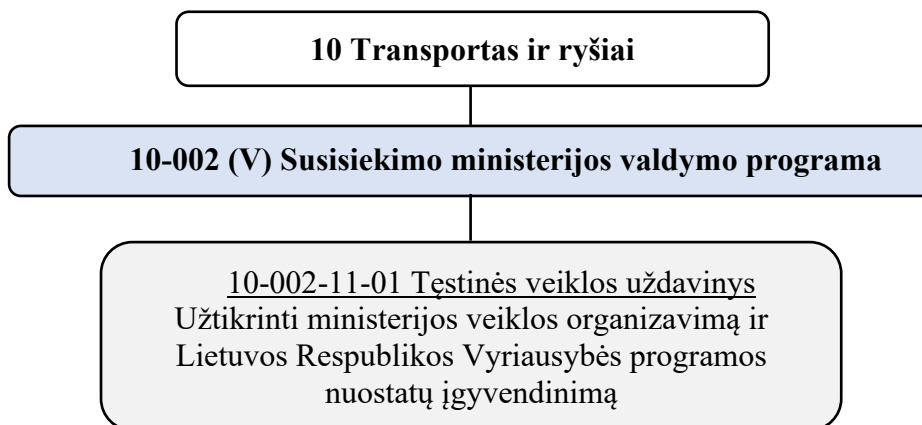 10 Transportas ir ryšiai
10-002 (V) Susisiekimo ministerijos valdymo programa
10-002-11-01 Tęstinės veiklos uždavinys
Užtikrinti ministerijos veiklos organizavimą ir
Lietuvos Respublikos Vyriausybės programos
nuostatų įgyvendinimą